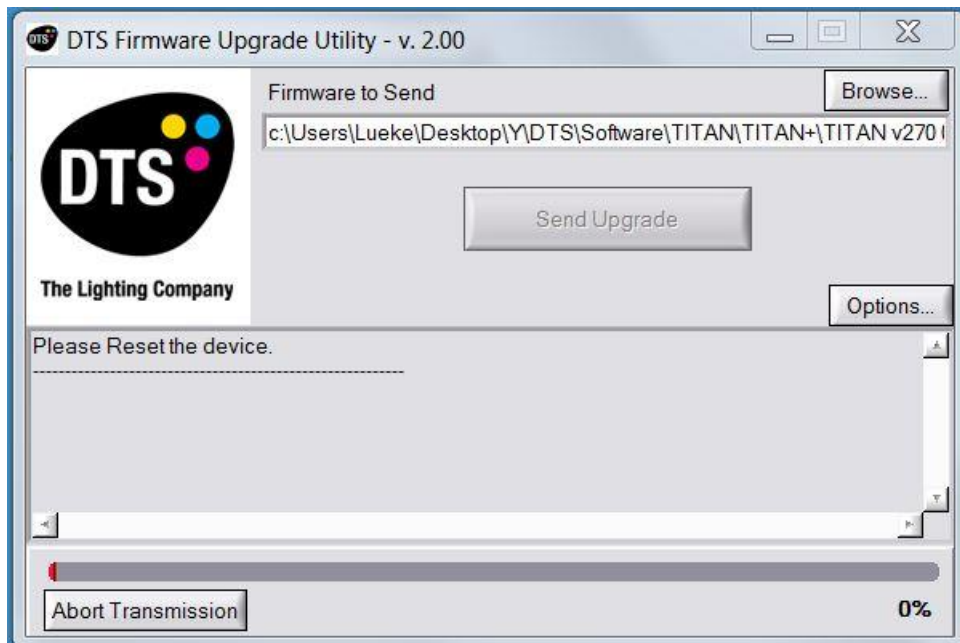 DTS Firmware Upgrade Utility - v. 2.00
Firmware to Send
Browse...
c:\Users\Lueke\Desktop\Y\DTS\Software\TITAN\TITAN+\TITAN v270
DTS
Send Upgrade
The Lighting Company
Options...
Please Reset the device.
---------------------------------------------------------
Abort Transmission
0%